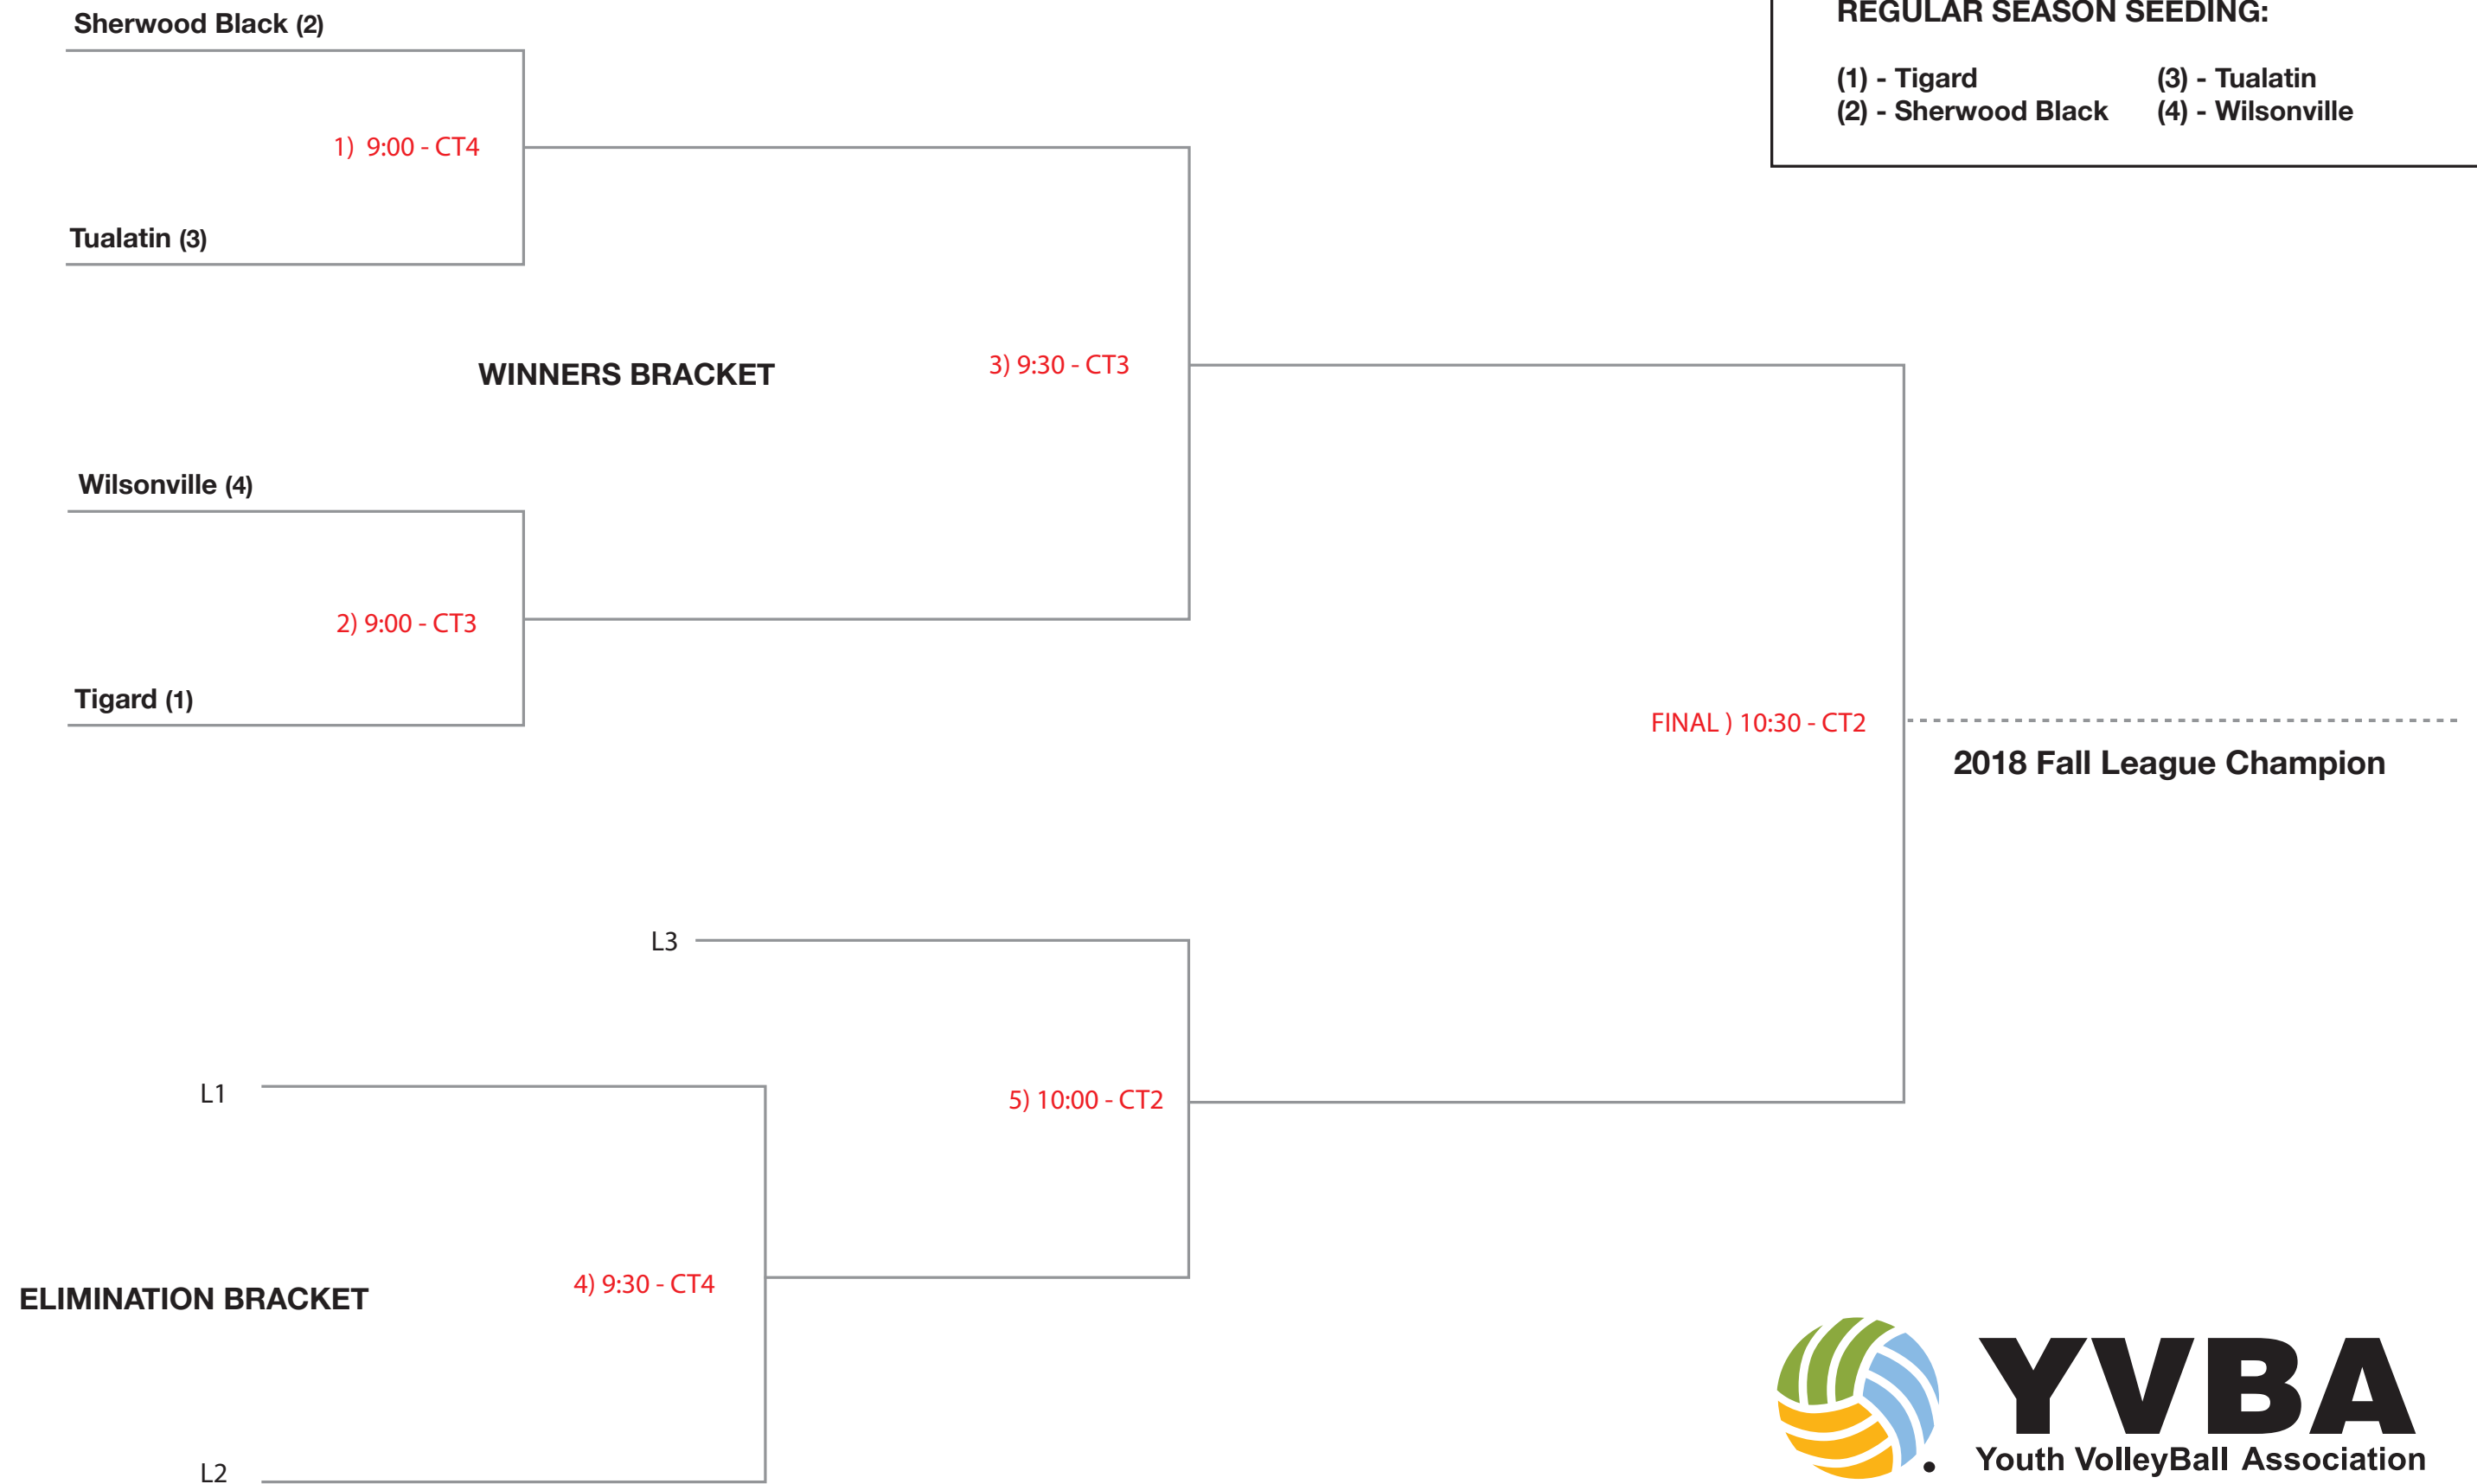 Sherwood Black (2)
REGULAR SEASON SEEDING:
(1) - Tigard (3) - Tualatin
(2) - Sherwood Black (4) - Wilsonville
1) 9:00 - CT4
Tualatin (3)
WINNERS BRACKET
3) 9:30 - CT3
Wilsonville (4)
2) 9:00 - CT3
Tigard (1)
FINAL ) 10:30 - CT2
2018 Fall League Champion
L3
L1
5) 10:00 - CT2
ELIMINATION BRACKET
4) 9:30 - CT4
L2
YVBA
Youth VolleyBall Association